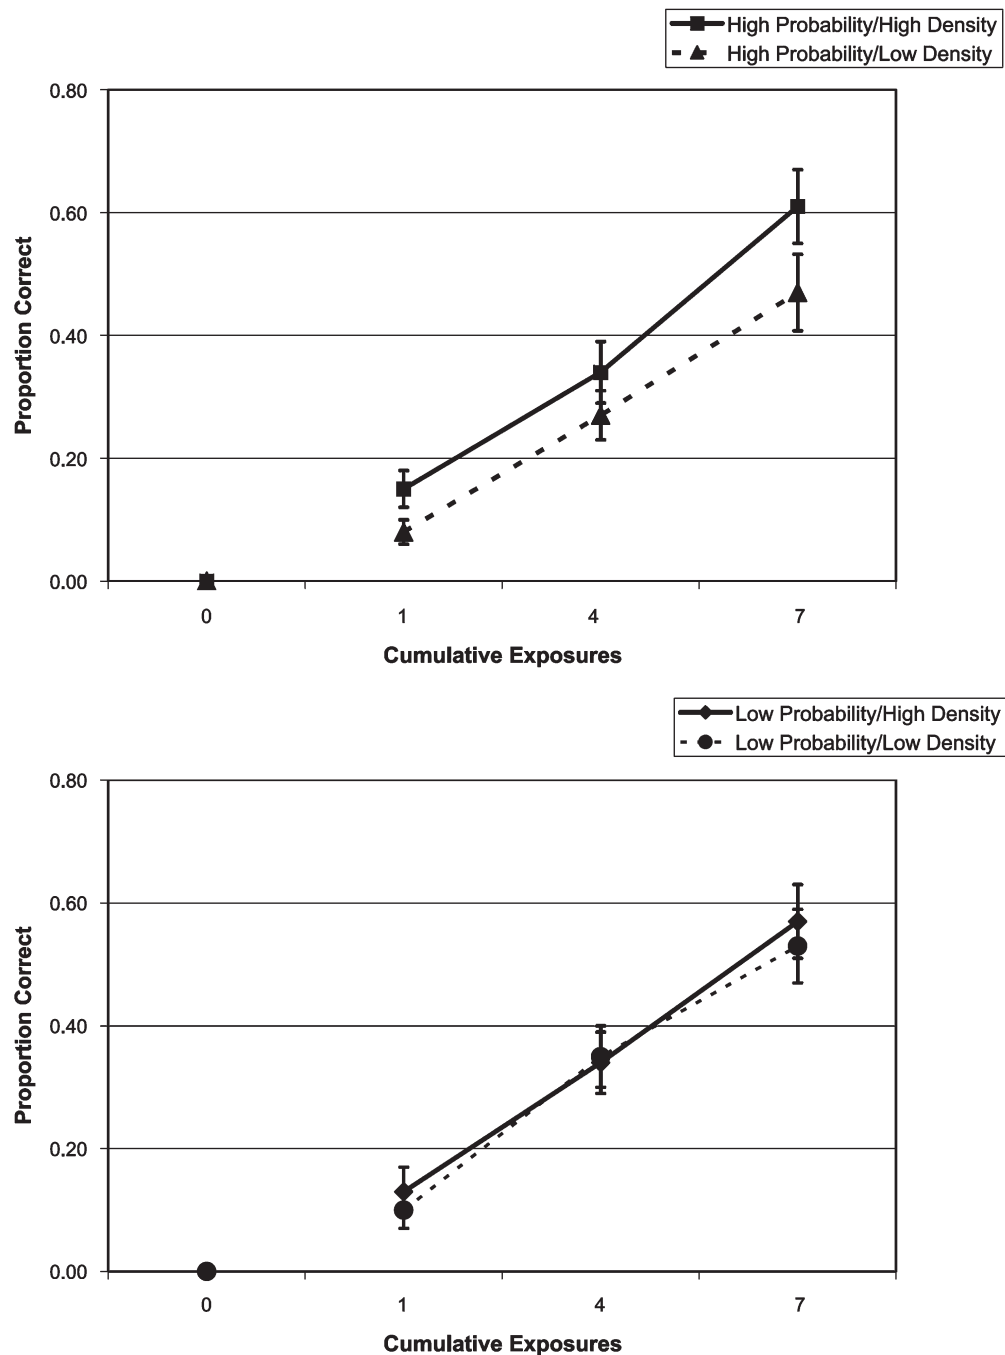 High Probability/High Density
High Probability/Low Density
0.80
0.60
0.40
0.20
0.00
Proportion Correct
0 1 4 7
Cumulative Exposures
Low Probability/High Density
Low Probability/Low Density
0.80
0.60
0.40
0.20
0.00
Proportion Correct
0 1 4 7
Cumulative Exposures